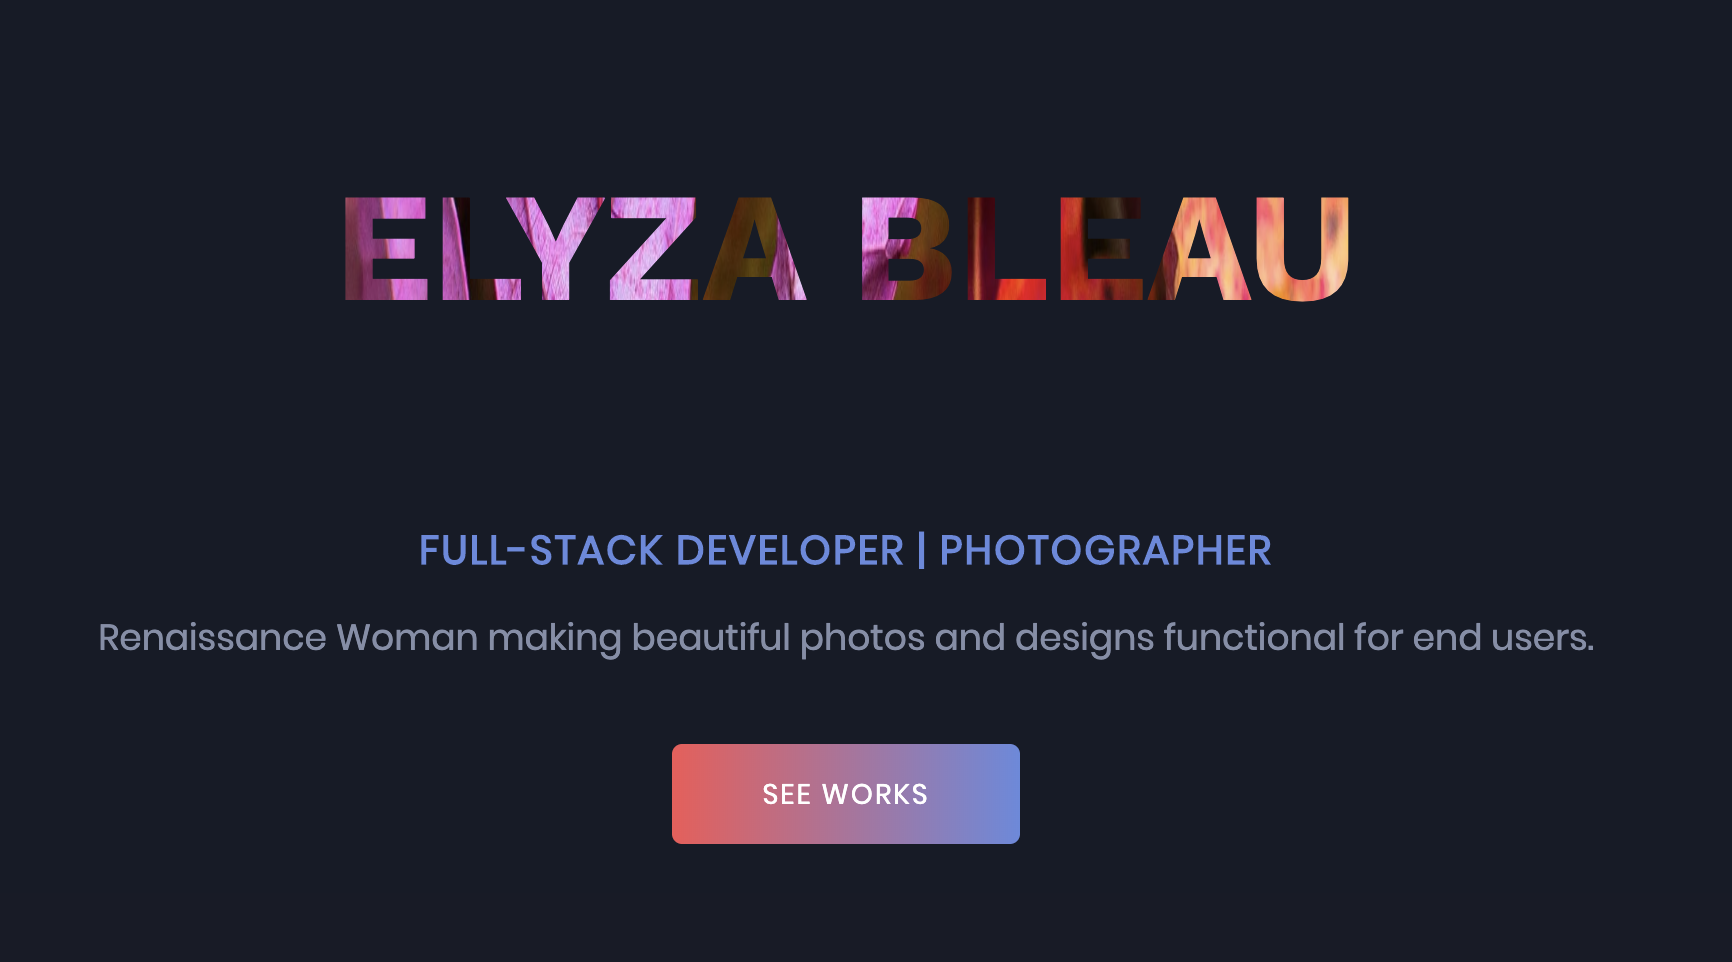 ELYZA BLEAU
FULL-STACK DEVELOPER | PHOTOGRAPHER
Renaissance Woman making beautiful photos and designs functional for end users.
SEE WORKS